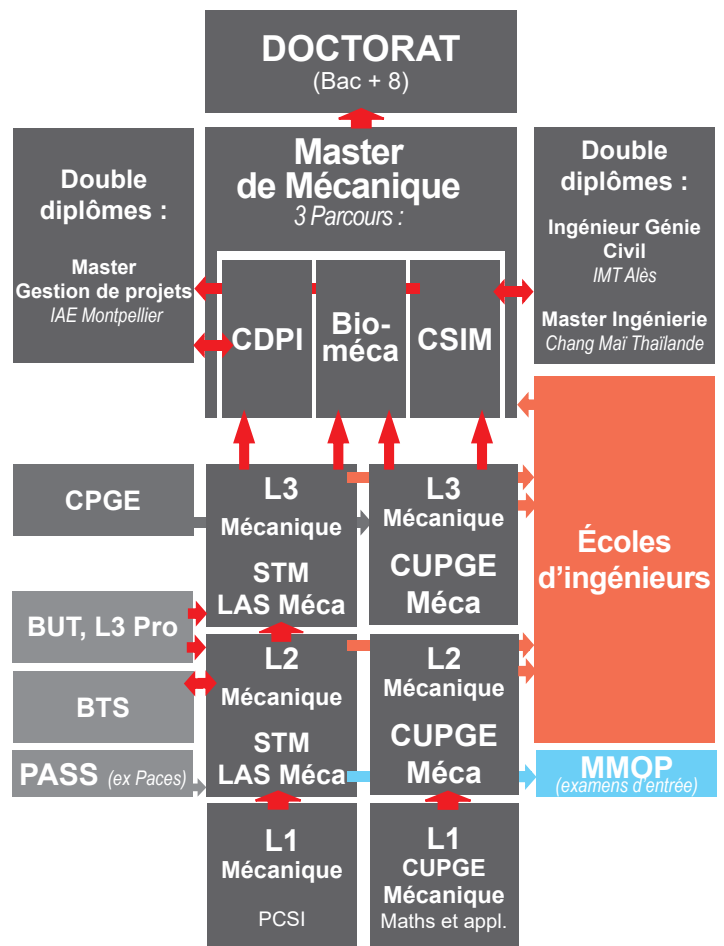 DOCTORAT
(Bac + 8)
Double
diplômes :
Master
Gestion de projets
IAE Montpellier
Master
de Mécanique
3 Parcours :
CDPI
Bio-
méca
CSIM
Double
diplômes :
Ingénieur Génie
Civil
IMT Alès
Master Ingénierie
Chang Maï Thaïlande
CPGE
L3
Mécanique
STM
LAS Méca
L3
Mécanique
CUPGE
Méca
Écoles
d'ingénieurs
BUT, L3 Pro
BTS
PASS (ex Paces)
L2
Mécanique
STM
LAS Méca
L2
Mécanique
CUPGE
Méca
MMOP
(examens d'entrée)
L1
Mécanique
PCSI
L1
CUPGE
Mécanique
Maths et appl.